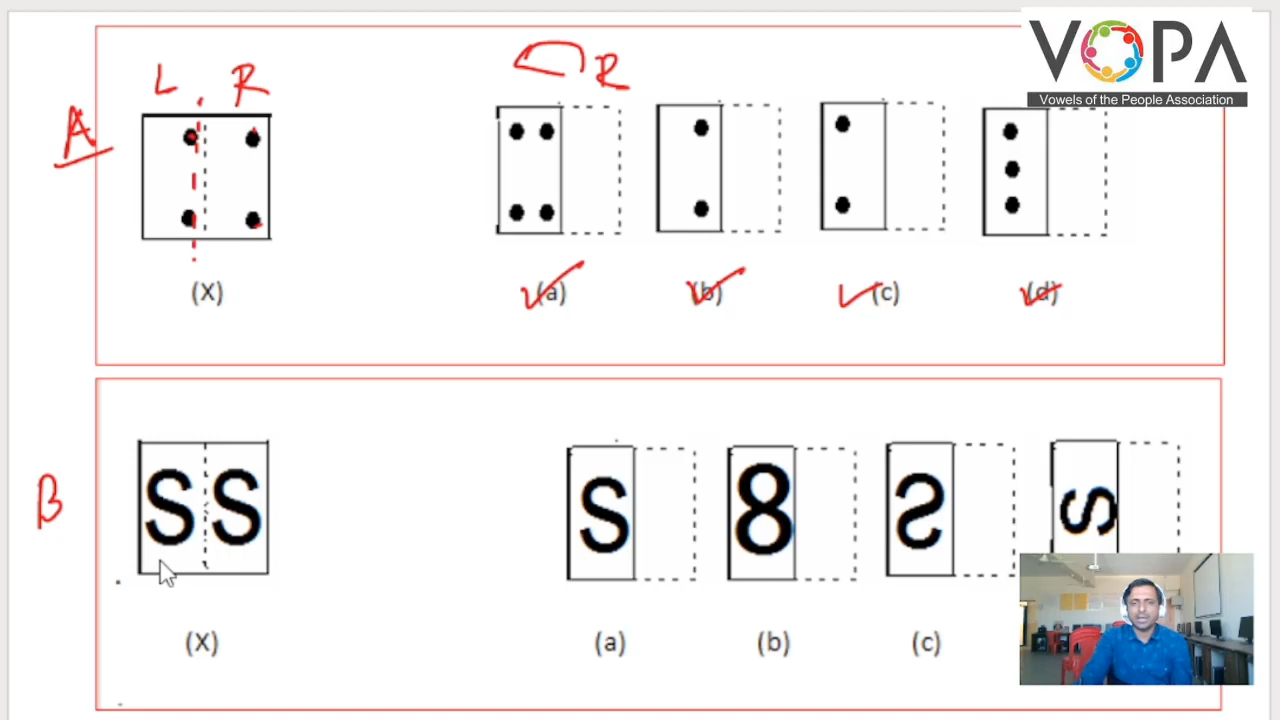 VOPA
Vowels of the People Association
L R
R
A
(X) (a) (b) (c) (d)
B
SS S 8 S S
(X) (a) (b) (c)